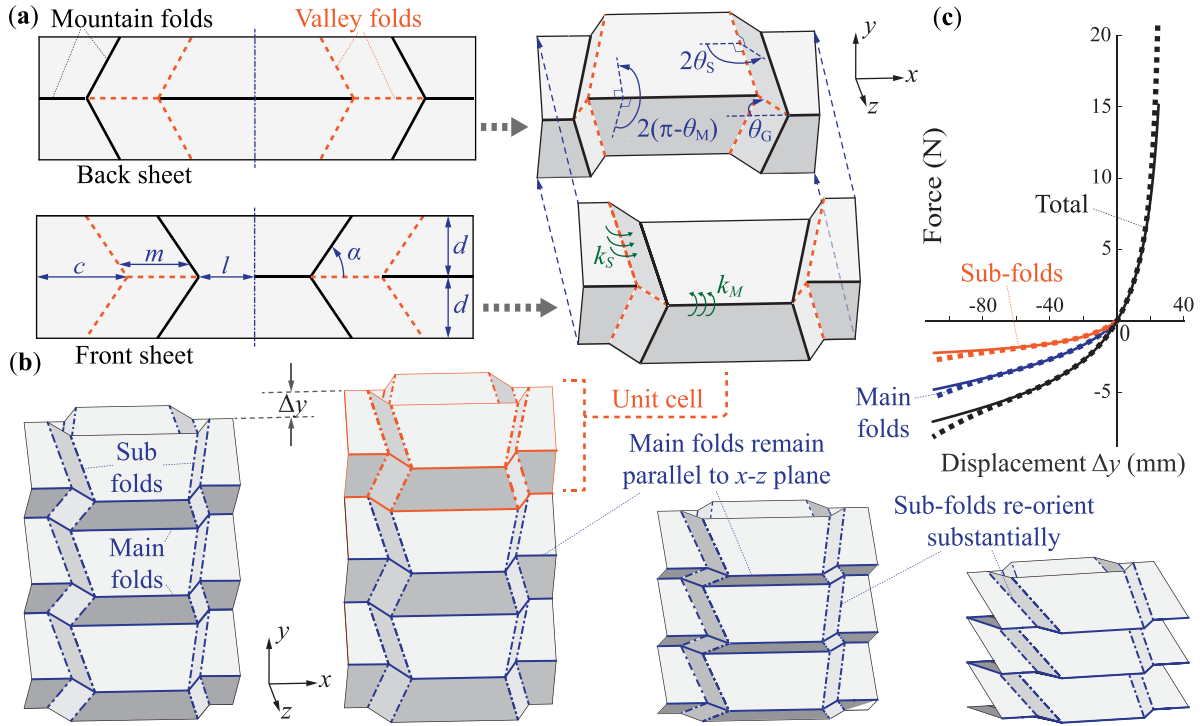 (a)
Mountain folds
Valley folds
Back sheet
c
m
l
α
d
d
Front sheet
2θS
2(π-θM)
θG
y
x
z
kS
kM
(b)
Δy
Sub
folds
Main
folds
y
x
z
Unit cell
Main folds remain
parallel to x-z plane
Sub-folds re-orient
substantially
(c)
Force (N)
20
15
10
5
Total
Sub-folds
-80
-40
0
40
Main
folds
-5
Displacement Δy (mm)